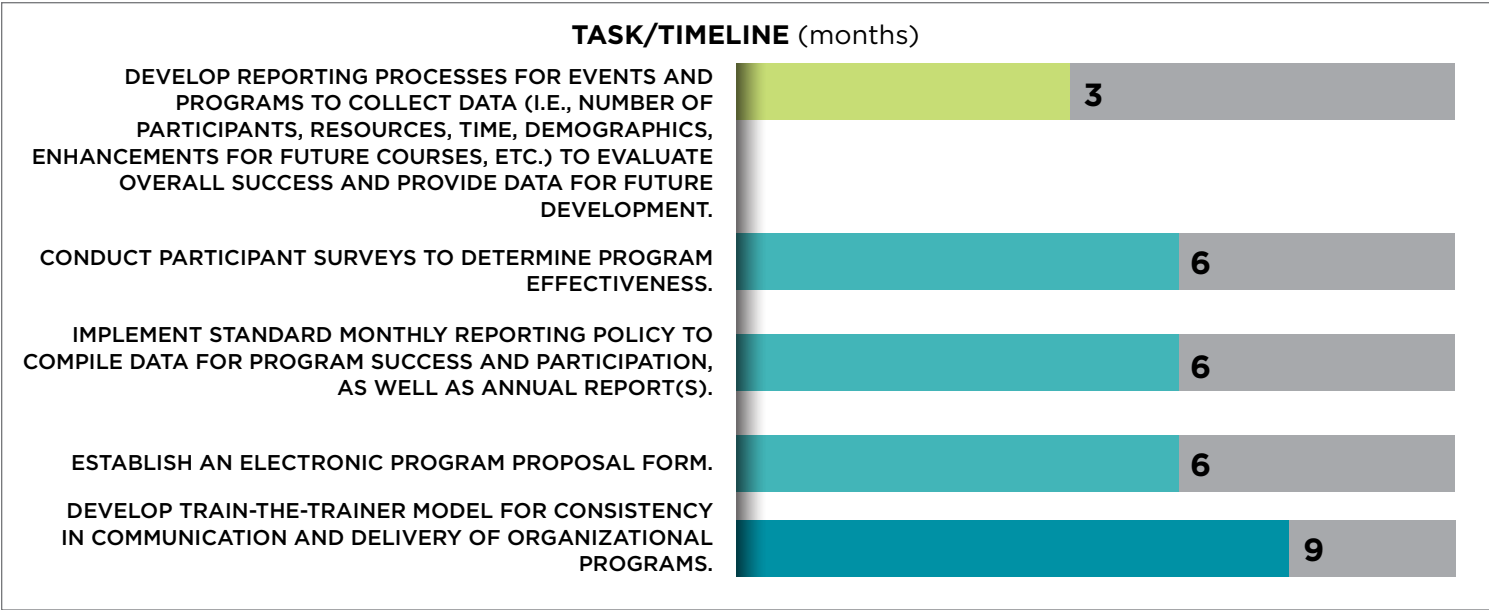 TASK/TIMELINE (months)
DEVELOP REPORTING PROCESSES FOR EVENTS AND
PROGRAMS TO COLLECT DATA (I.E., NUMBER OF
PARTICIPANTS, RESOURCES, TIME, DEMOGRAPHICS,
ENHANCEMENTS FOR FUTURE COURSES, ETC.) TO EVALUATE
OVERALL SUCCESS AND PROVIDE DATA FOR FUTURE
DEVELOPMENT.
3
CONDUCT PARTICIPANT SURVEYS TO DETERMINE PROGRAM
EFFECTIVENESS.
6
IMPLEMENT STANDARD MONTHLY REPORTING POLICY TO
COMPILE DATA FOR PROGRAM SUCCESS AND PARTICIPATION,
AS WELL AS ANNUAL REPORT(S).
6
ESTABLISH AN ELECTRONIC PROGRAM PROPOSAL FORM.
6
DEVELOP TRAIN-THE-TRAINER MODEL FOR CONSISTENCY
IN COMMUNICATION AND DELIVERY OF ORGANIZATIONAL
PROGRAMS.
9